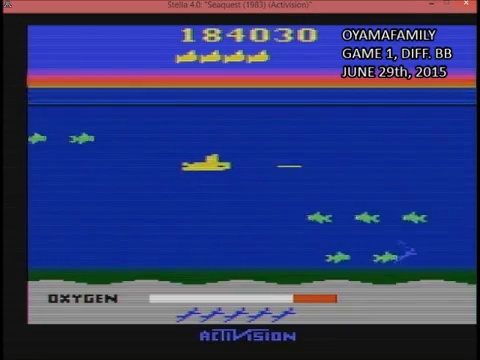 Stella 4.0: "Seaquest (1983) (Activision)"
184030
OYAMAFAMILY
GAME 1, DIFF. BB
JUNE 29th, 2015
OXYGEN
ACTIVISION